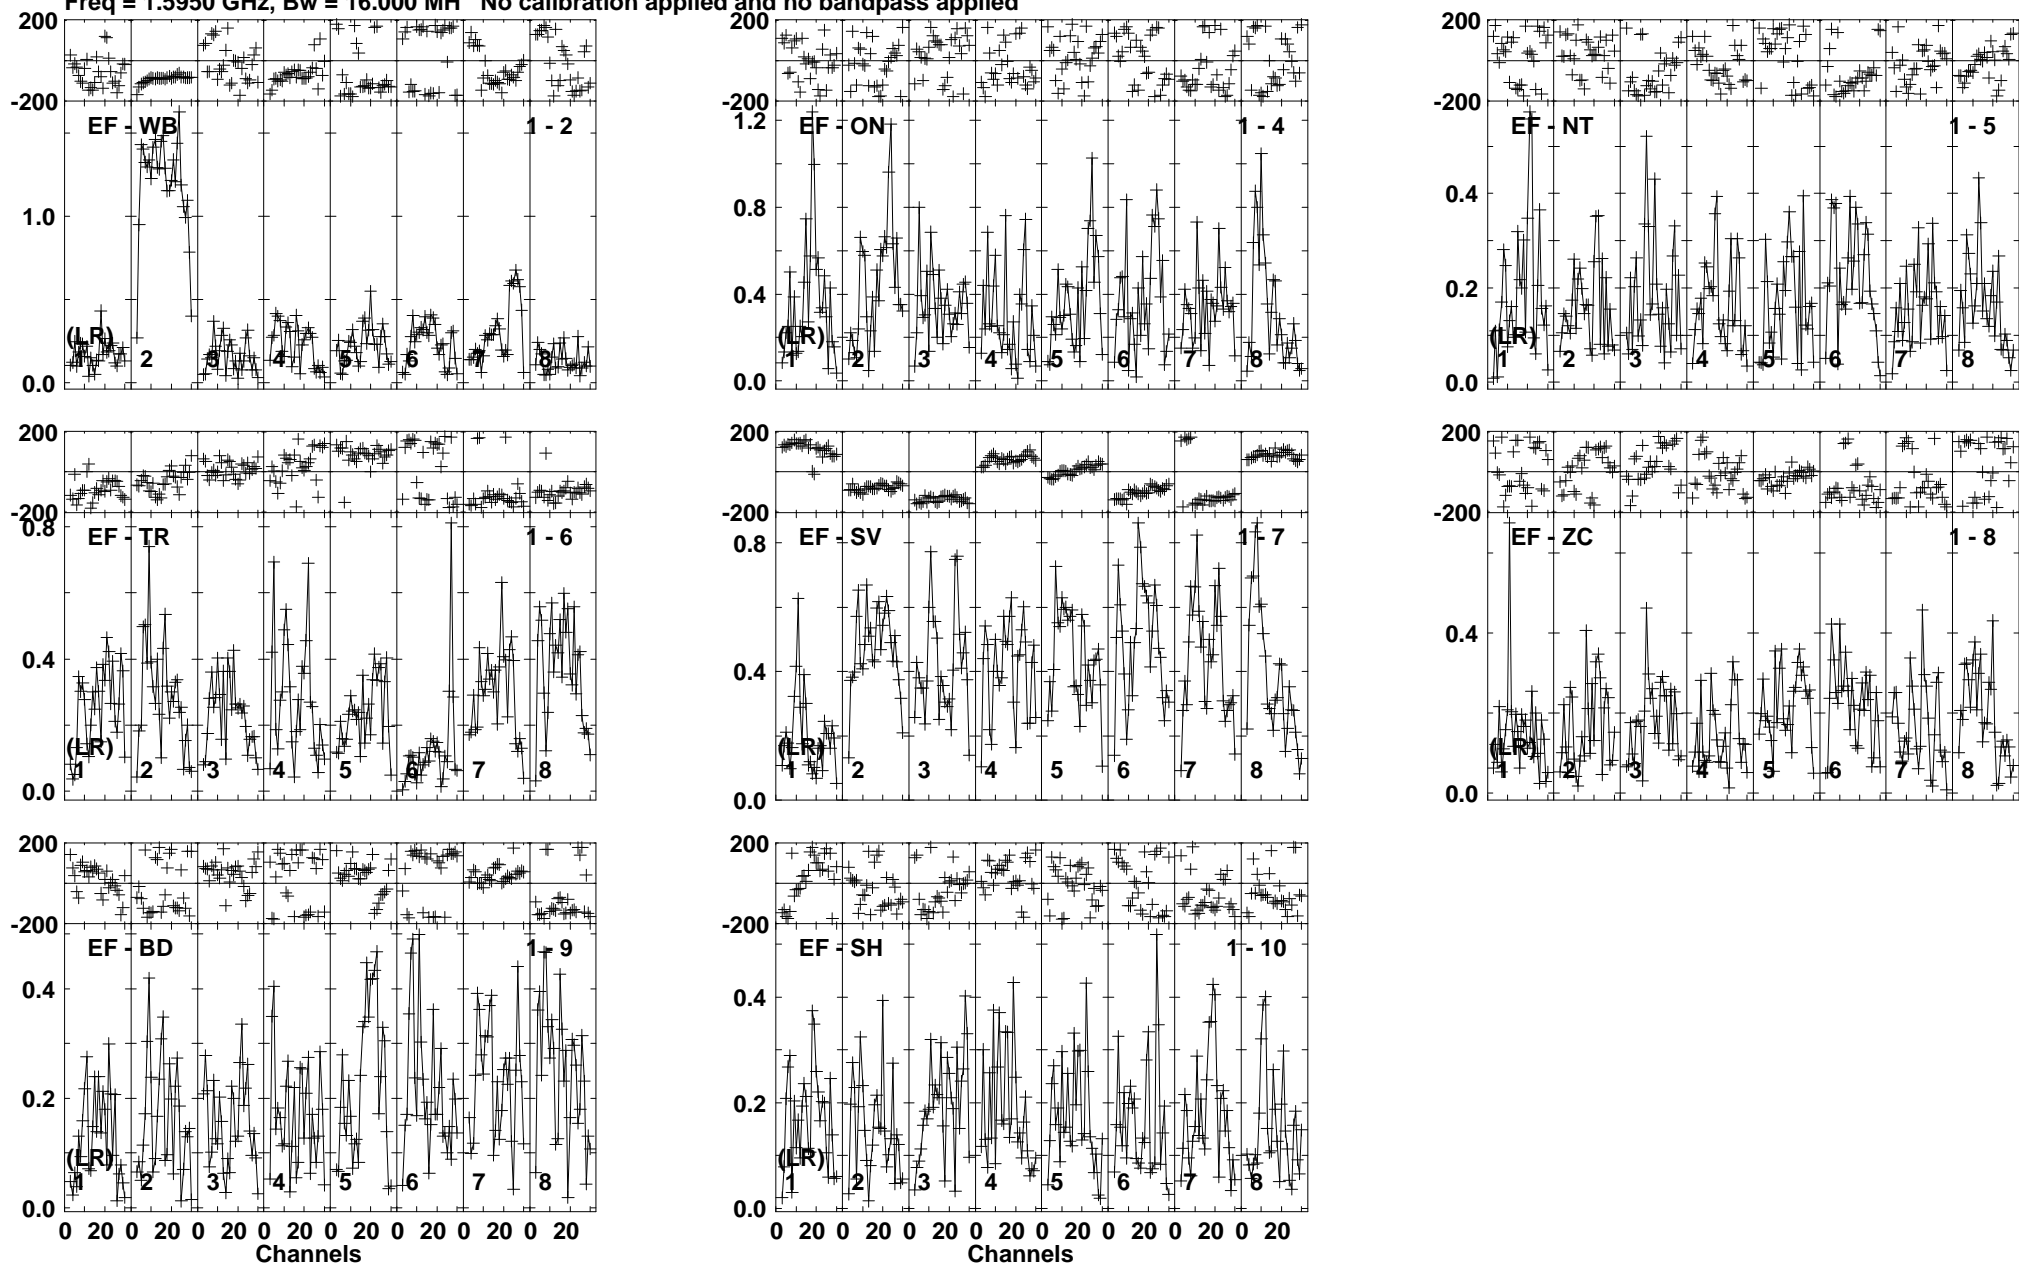 Freq = 1.5950 GHz, Bw = 16.000 MH No calibration applied and no bandpass applied
200 200 200
-200 -200 -200
EF - WB 1 - 2 EF - ON 1 - 4 EF - NT 1 - 5
1.2
1.0 0.8 0.4
0.4 0.2
(LR) (LR) (LR)
1 2 3 4 5 6 7 8 1 2 3 4 5 6 7 8 1 2 3 4 5 6 7 8
0.0 0.0 0.0
200 200 200
-200 -200 -200
EF - TR 1 - 6 EF - SV 1 - 7 EF - ZC 1 - 8
0.8 0.8
0.4 0.4 0.4
(LR) (LR) (LR)
1 2 3 4 5 6 7 8 1 2 3 4 5 6 7 8 1 2 3 4 5 6 7 8
0.0 0.0 0.0
200 200
-200 -200
EF - BD 1 - 9 EF - SH 1 - 10
0.4 0.4
0.2 0.2
(LR) (LR)
1 2 3 4 5 6 7 8 1 2 3 4 5 6 7 8
0.0 0.0
0 20 0 20 0 20 0 20 0 20 0 20 0 20 0 20 0 20 0 20 0 20 0 20 0 20 0 20 0 20 0 20
Channels Channels